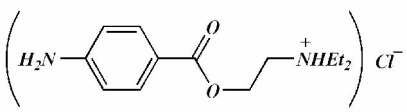 O
H₂N
O
+
NHEt₂
Cl⁻